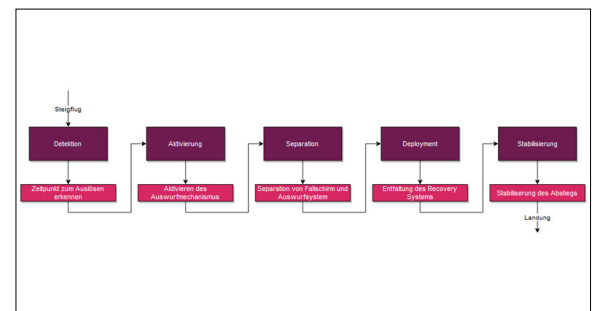 Steigflug
Detektion
Aktivierung
Separation
Deployment
Stabilisierung
Zeitpunkt zum Auslösen
erkennen
Aktivieren des
Auswurfmechanismus
Separation von Fallschirm und
Auswurfsystem
Entfaltung des Recovery
Systems
Stabiliserung des Abstiegs
Landung